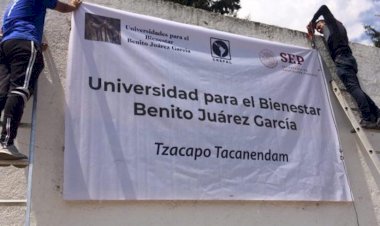 Universidades para el
Bienestar
Benito Juárez García
SEP
Universidad para el Bienestar
Benito Juárez García
Tzacapo Tacanendam